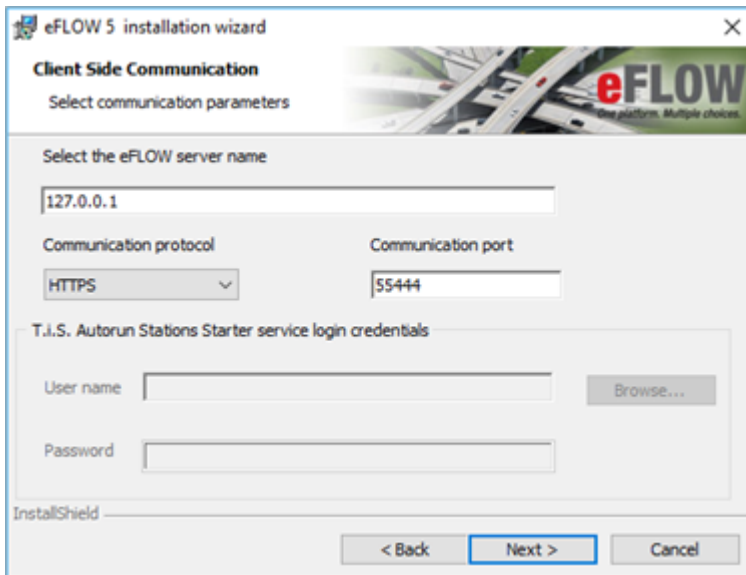 eFLOW 5 installation wizard
Client Side Communication
Select communication parameters
eFLOW
One platform. Multiple choices.
Select the eFLOW server name
127.0.0.1
Communication protocol
Communication port
HTTPS
55444
T.i.S. Autorun Stations Starter service login credentials
User name
Browse...
Password
InstallShield
< Back
Next >
Cancel